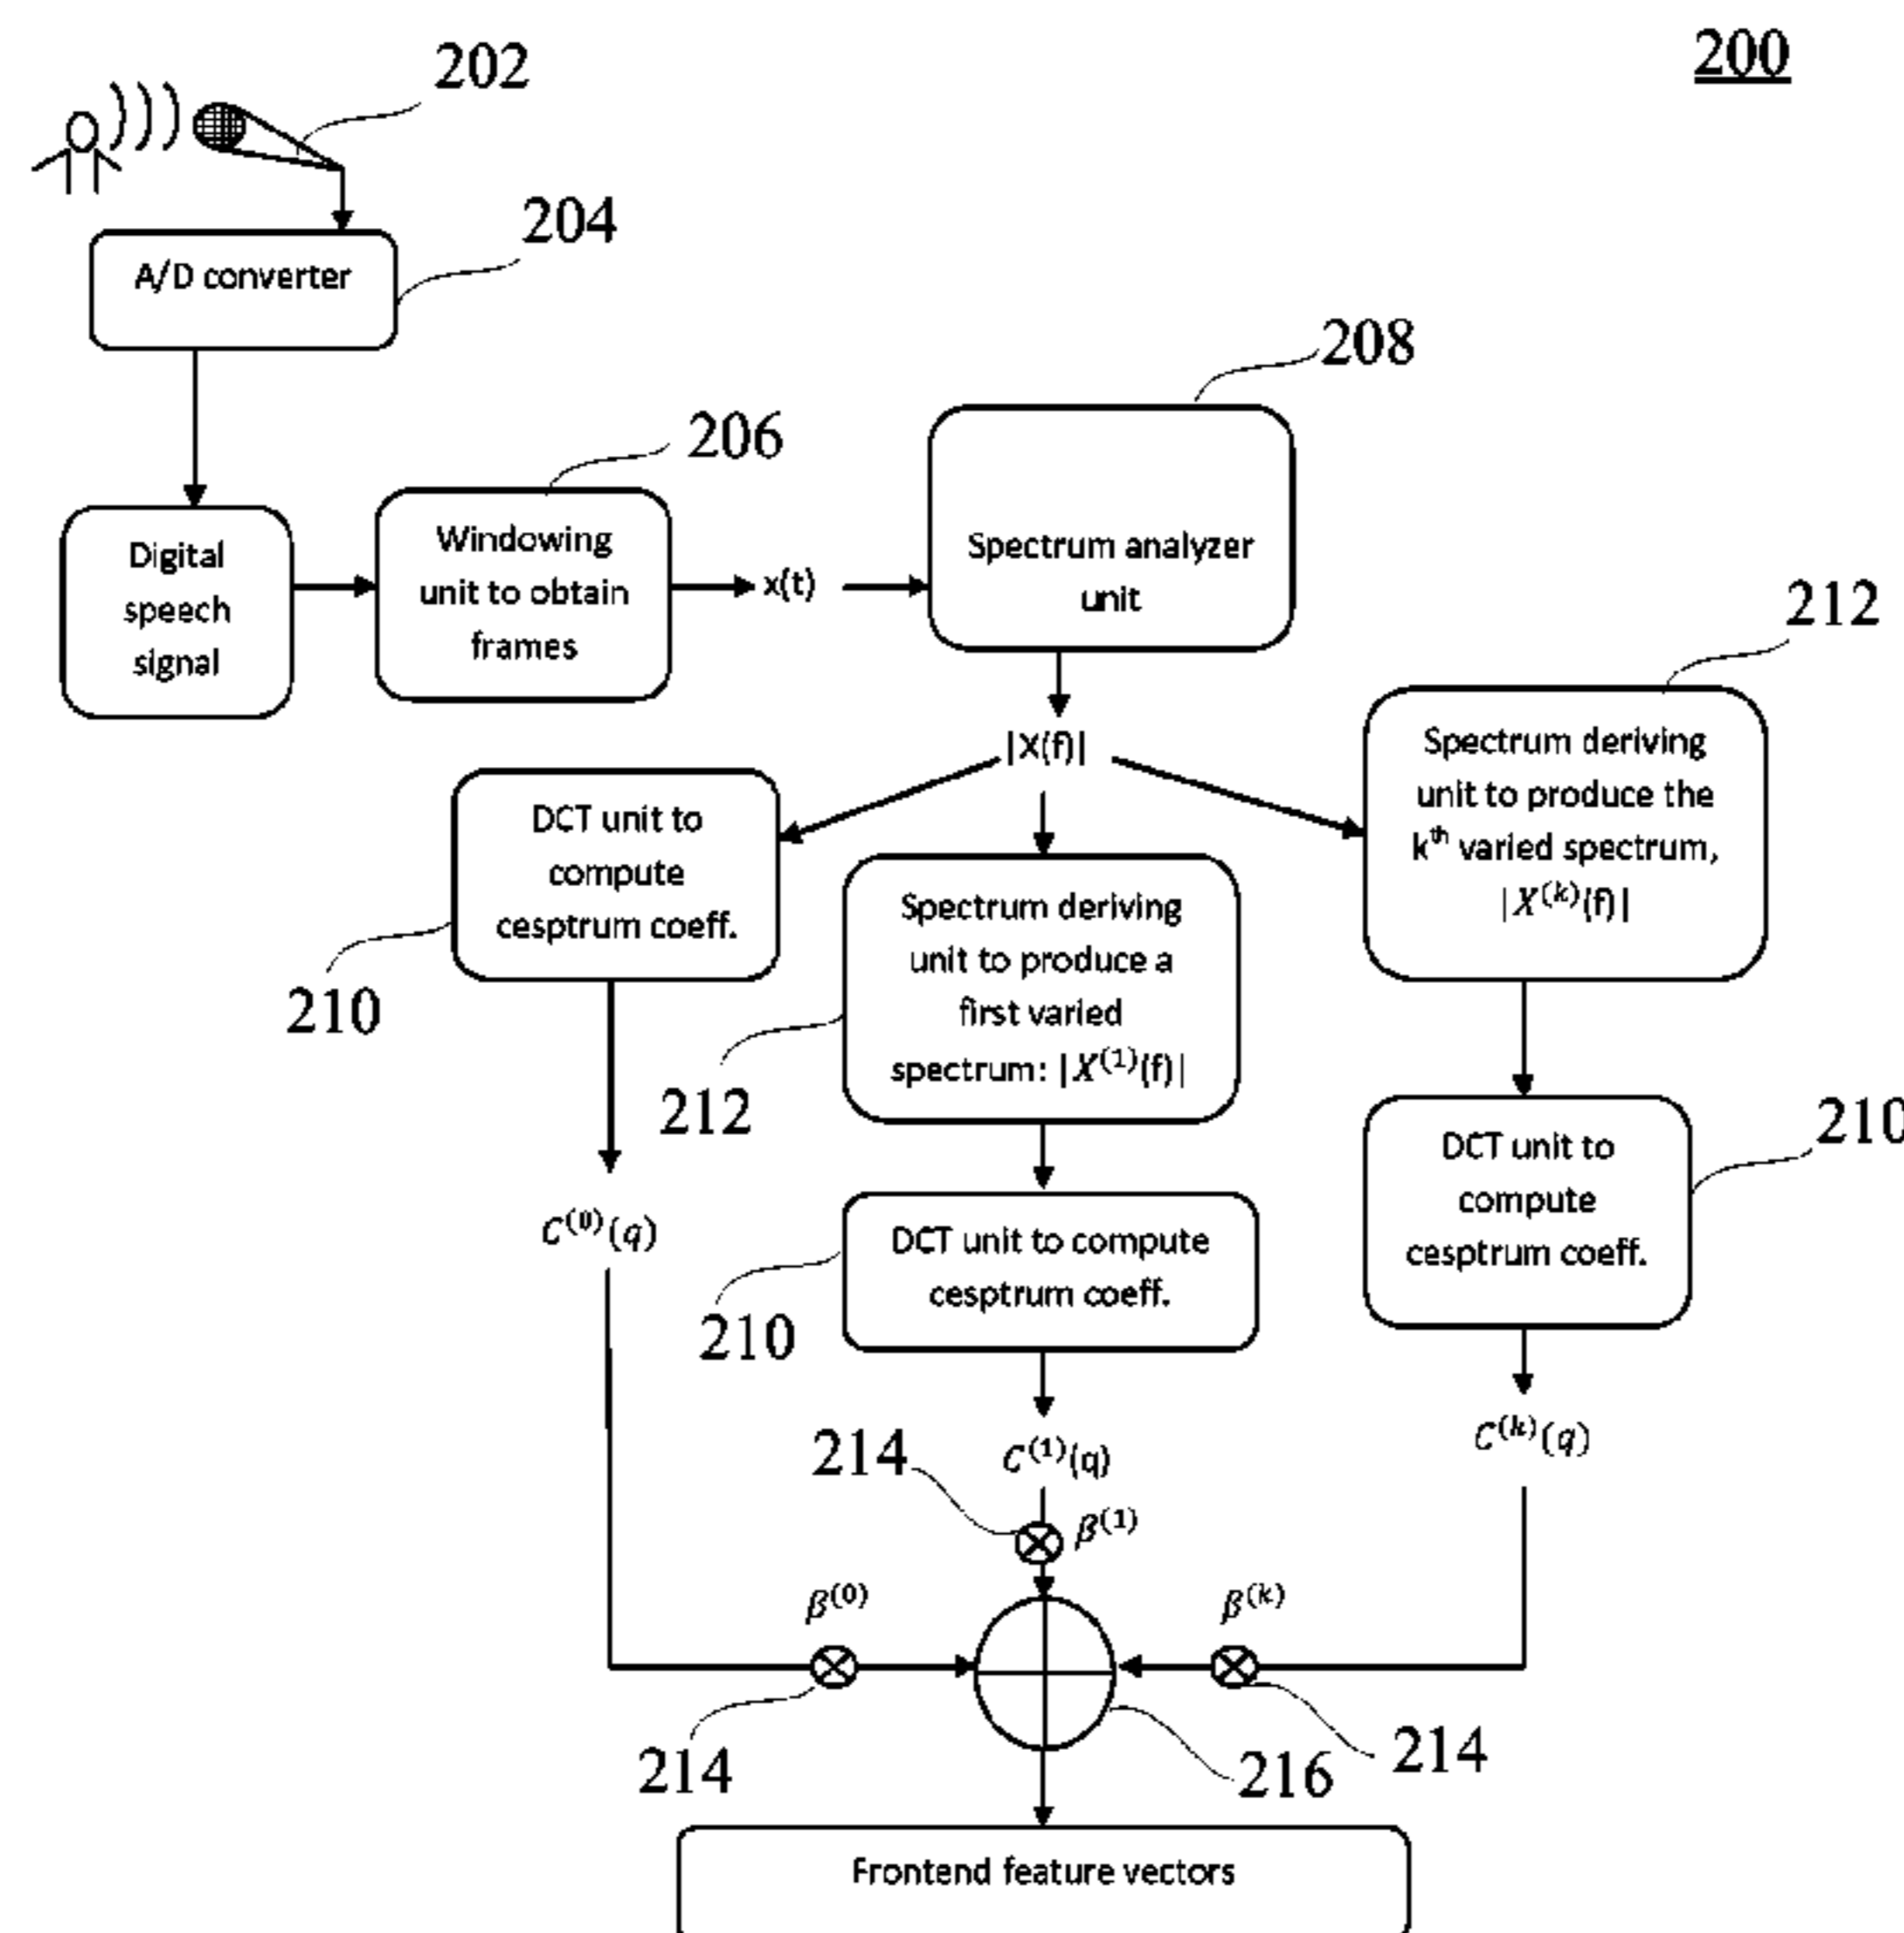 200
202
204
A/D converter
208
206
Digital
speech
signal
Windowing
unit to obtain
frames
x(t)
Spectrum analyzer
unit
212
|X(f)|
Spectrum deriving
unit to produce the
kᵗʰ varied spectrum,
|X⁽ᵏ⁾(f)|
DCT unit to
compute
cesptrum coeff.
210
Spectrum deriving
unit to produce a
first varied
spectrum: |X⁽¹⁾(f)|
212
210
DCT unit to
compute
cesptrum coeff.
C⁽⁰⁾(q)
DCT unit to compute
cesptrum coeff.
210
C⁽ᵏ⁾(q)
214
C⁽¹⁾(q)
β⁽¹⁾
β⁽⁰⁾
β⁽ᵏ⁾
214
216
214
Frontend feature vectors